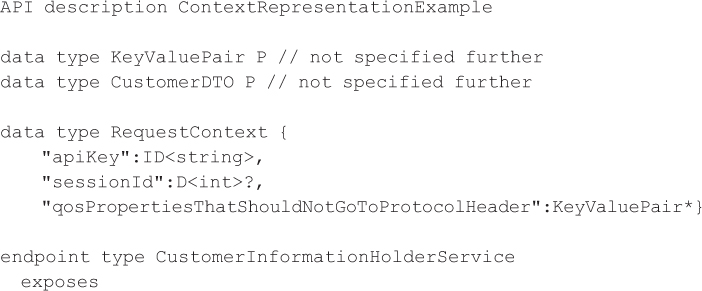 API description ContextRepresentationExample
data type KeyValuePair P // not specified further
data type CustomerDTO P // not specified further
data type RequestContext {
"apiKey":ID<string>,
"sessionId":D<int>?,
"qosPropertiesThatShouldNotGoToProtocolHeader":KeyValuePair*}
endpoint type CustomerInformationHolderService
exposes